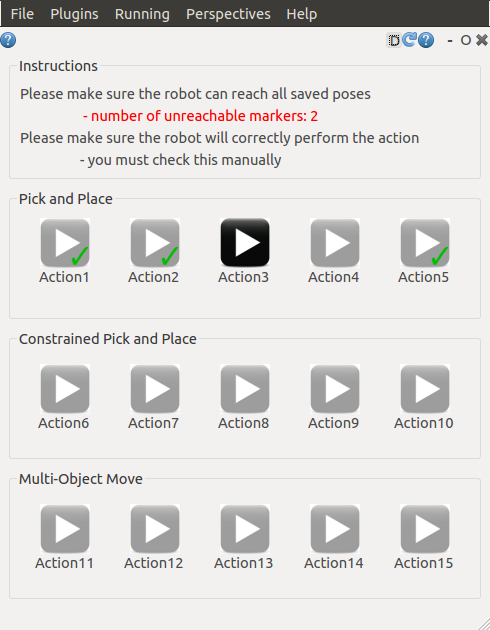 File Plugins Running Perspectives Help
? D ? - O
Instructions
Please make sure the robot can reach all saved poses
- number of unreachable markers: 2
Please make sure the robot will correctly perform the action
- you must check this manually
Pick and Place
Action1 Action2 Action3 Action4 Action5
Constrained Pick and Place
Action6 Action7 Action8 Action9 Action10
Multi-Object Move
Action11 Action12 Action13 Action14 Action15